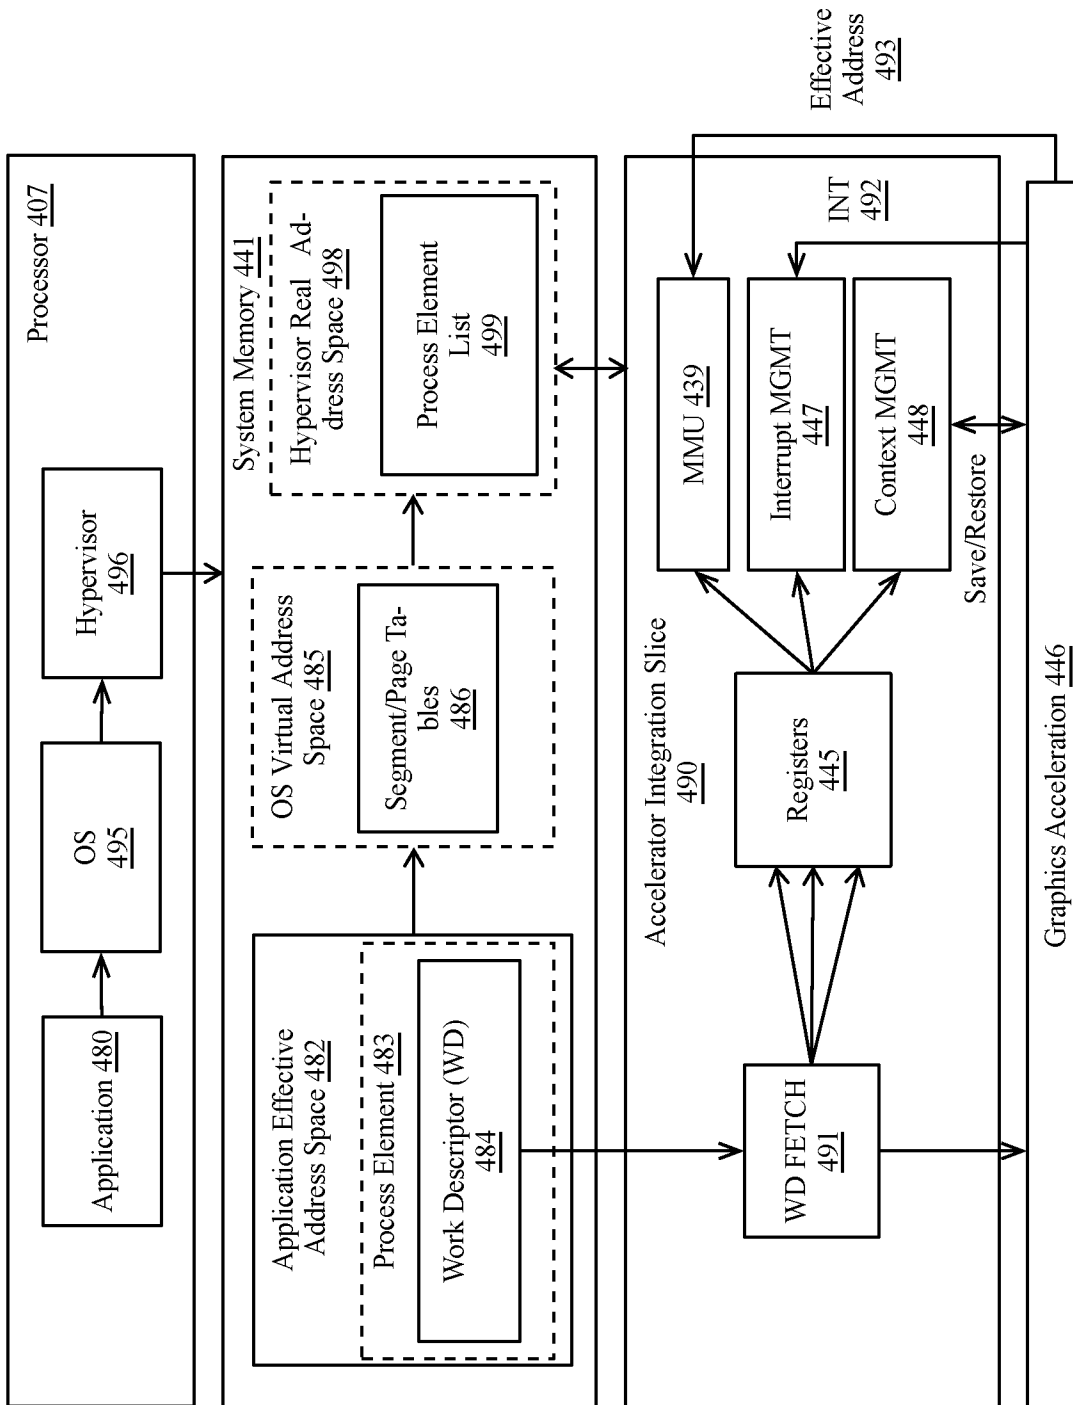 Processor 407
Application 480
OS
495
Hypervisor
496
System Memory 441
Application Effective
Address Space 482
Process Element 483
Work Descriptor (WD)
484
OS Virtual Address
Space 485
Segment/Page Ta-
bles
486
Hypervisor Real Ad-
dress Space 498
Process Element
List
499
Accelerator Integration Slice
490
WD FETCH
491
Registers
445
MMU 439
Interrupt MGMT
447
Context MGMT
448
INT
492
Effective
Address
493
Save/Restore
Graphics Acceleration 446